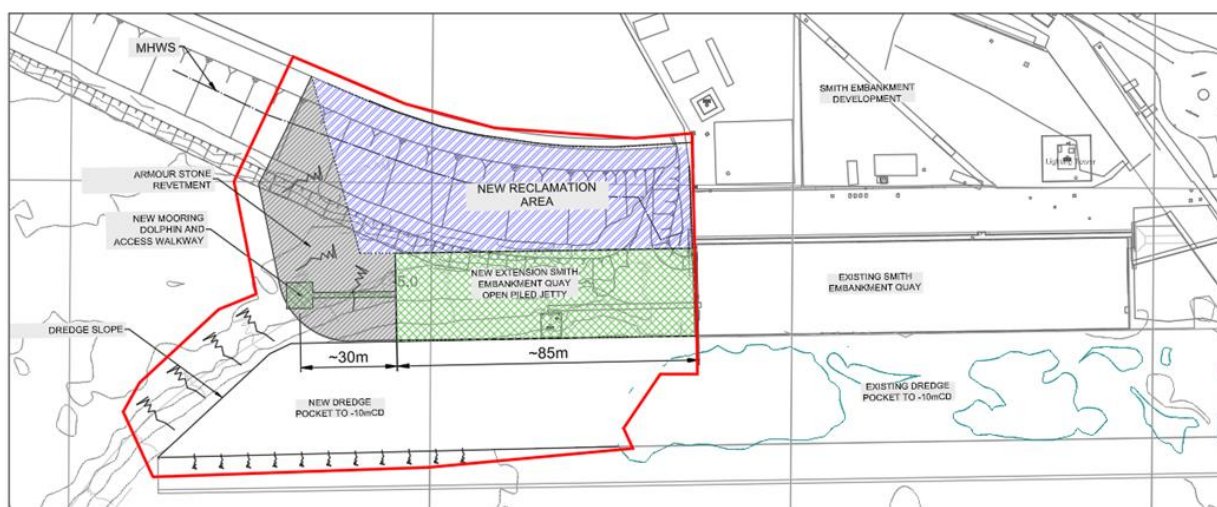 MHWS
SMITH EMBANKMENT
DEVELOPMENT
ARMOUR STONE
REVETMENT
NEW RECLAMATION
AREA
NEW MOORING
DOLPHIN AND
ACCESS WALKWAY
5.0
NEW EXTENSION SMITH
EMBANKMENT QUAY
OPEN PILED JETTY
EXISTING SMITH
EMBANKMENT QUAY
DREDGE SLOPE
~30m
~85m
NEW DREDGE
POCKET TO -10mCD
EXISTING DREDGE
POCKET TO -10mCD